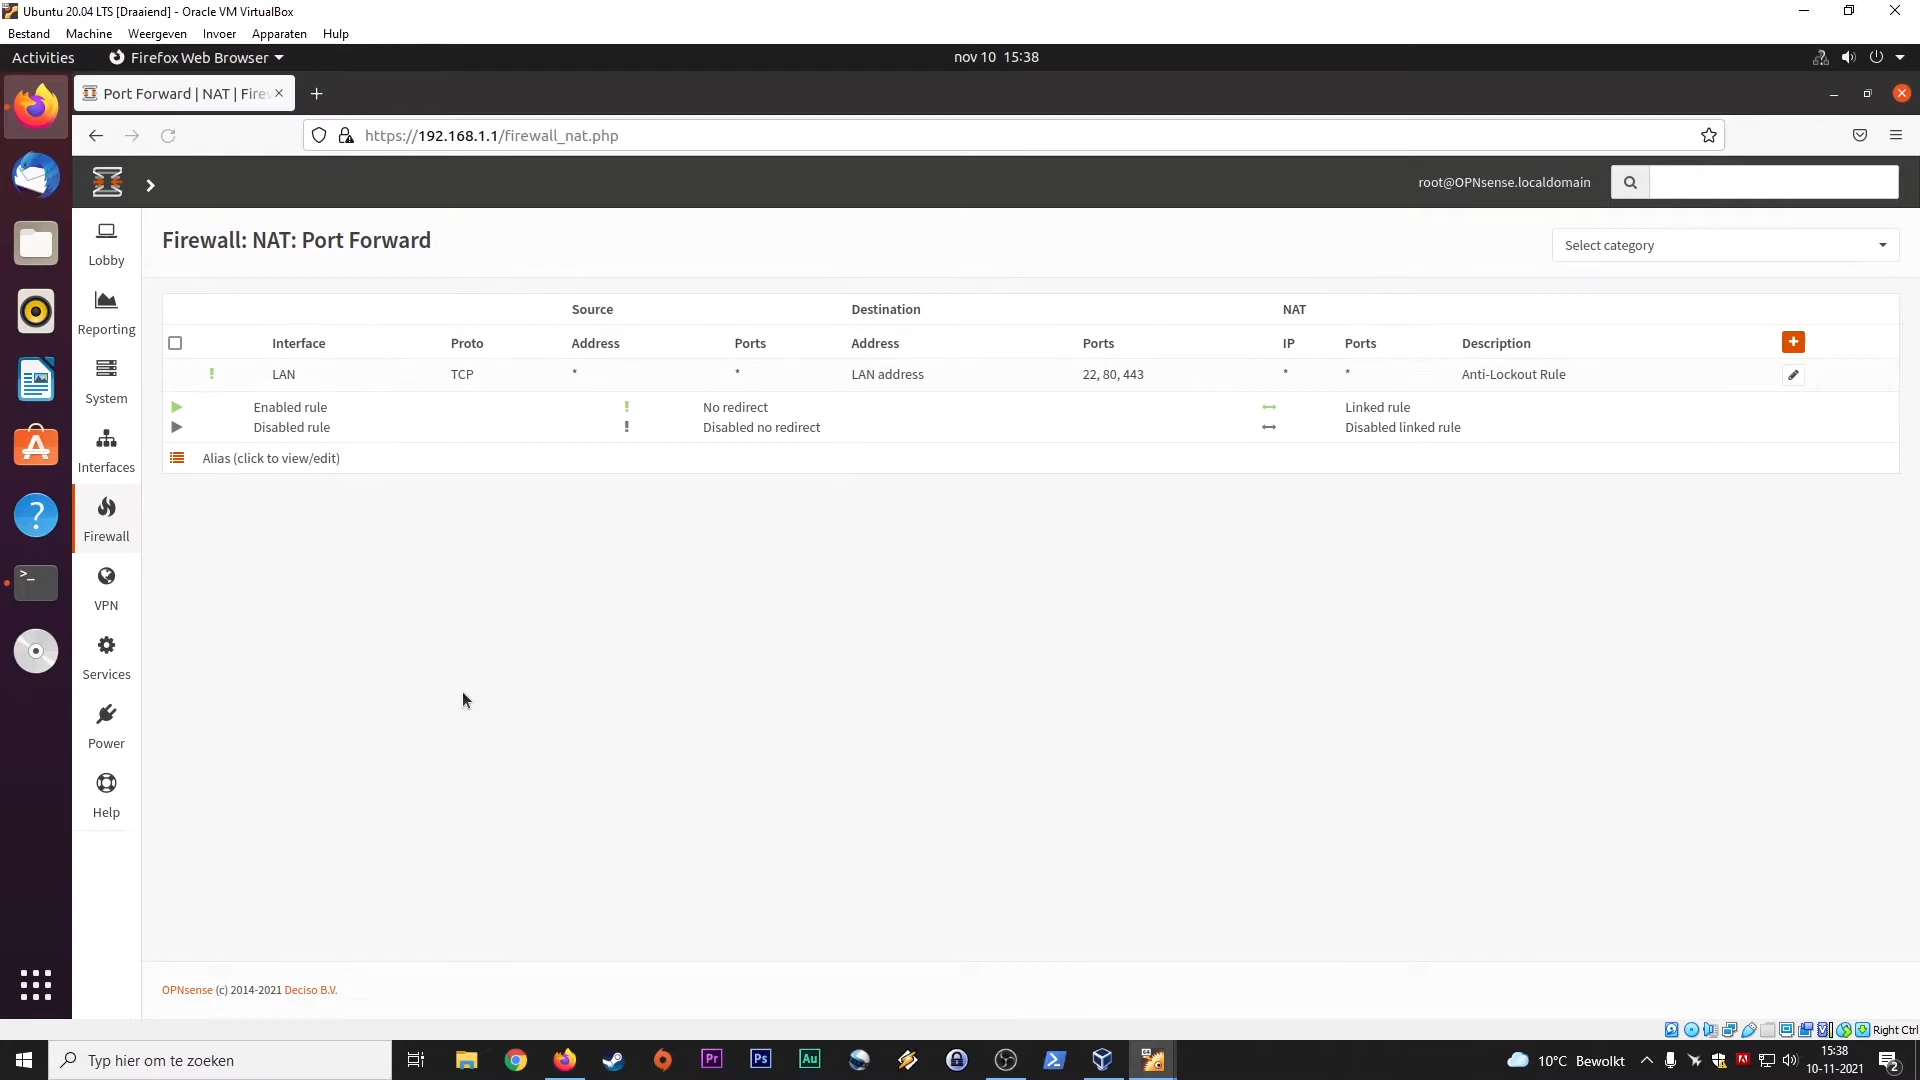 Ubuntu 20.04 LTS [Draaiend] - Oracle VM VirtualBox
Bestand Machine Weergeven Invoer Apparaten Hulp
Activities Firefox Web Browser nov 10 15:38
Port Forward | NAT | Firew
https://192.168.1.1/firewall_nat.php
root@OPNsense.localdomain
Lobby
Reporting
System
Interfaces
Firewall
VPN
Services
Power
Help
Firewall: NAT: Port Forward
Select category
Source Destination NAT
Interface Proto Address Ports Address Ports IP Ports Description
LAN TCP * * LAN address 22, 80, 443 * * Anti-Lockout Rule
Enabled rule No redirect Linked rule
Disabled rule Disabled no redirect Disabled linked rule
Alias (click to view/edit)
OPNsense (c) 2014-2021 Deciso B.V.
Right Ctrl
Typ hier om te zoeken
Pr Ps Au
10°C Bewolkt
15:38
10-11-2021
2